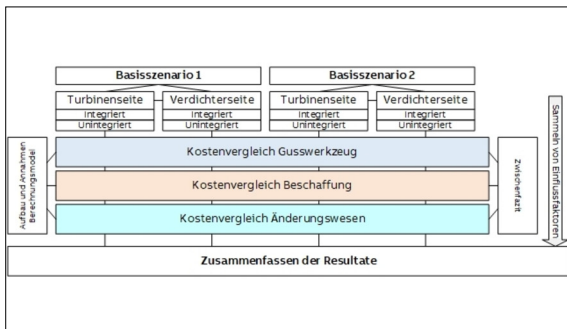 Basisszenario 1
Basisszenario 2
Turbinenseite
Verdichterseite
Turbinenseite
Verdichterseite
Integriert
Integriert
Integriert
Integriert
Unintegriert
Unintegriert
Unintegriert
Unintegriert
Aufbau und Annahmen
Berechnungsmodel
Kostenvergleich Gusswerkzeug
Kostenvergleich Beschaffung
Kostenvergleich Änderungswesen
Zwischenfazit
Sammeln von Einflussfaktoren
Zusammenfassen der Resultate